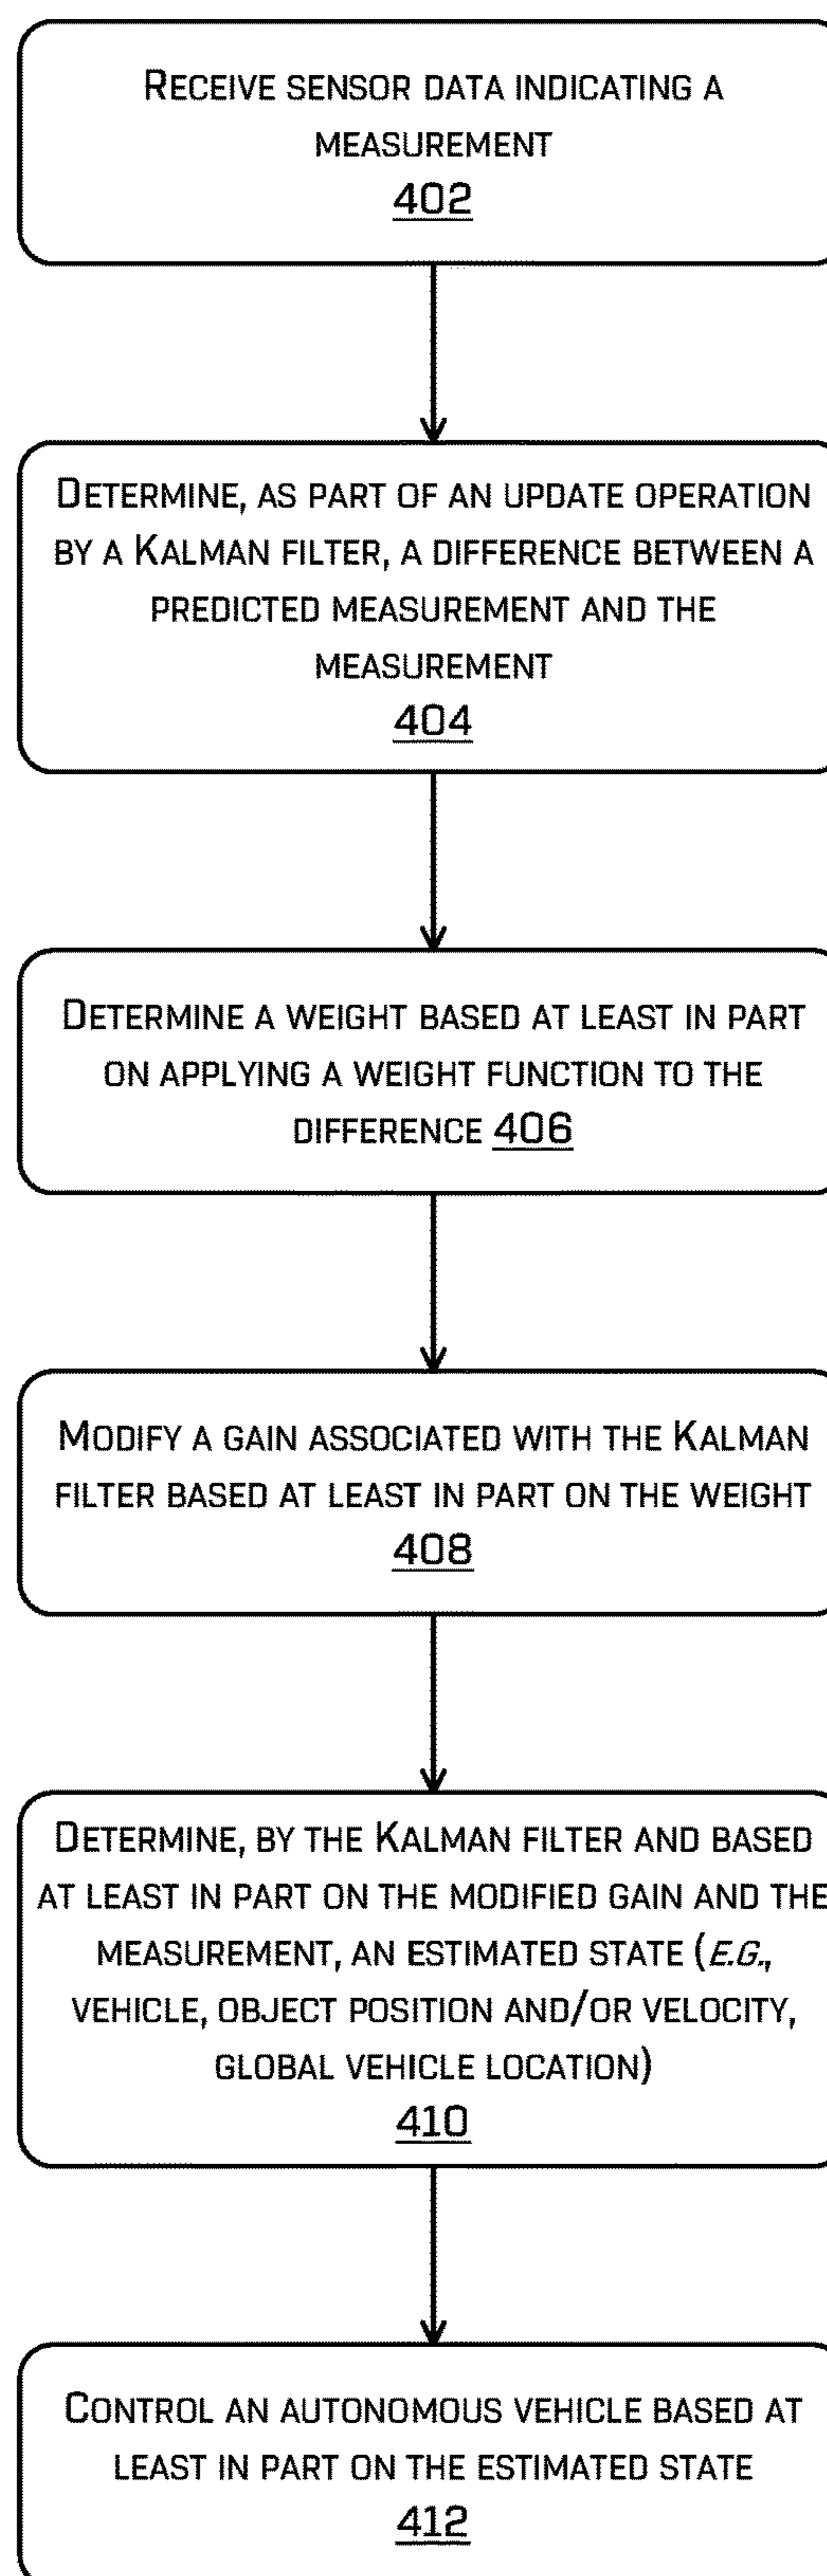 RECEIVE SENSOR DATA INDICATING A
MEASUREMENT
402
DETERMINE, AS PART OF AN UPDATE OPERATION
BY A KALMAN FILTER, A DIFFERENCE BETWEEN A
PREDICTED MEASUREMENT AND THE
MEASUREMENT
404
DETERMINE A WEIGHT BASED AT LEAST IN PART
ON APPLYING A WEIGHT FUNCTION TO THE
DIFFERENCE 406
MODIFY A GAIN ASSOCIATED WITH THE KALMAN
FILTER BASED AT LEAST IN PART ON THE WEIGHT
408
DETERMINE, BY THE KALMAN FILTER AND BASED
AT LEAST IN PART ON THE MODIFIED GAIN AND THE
MEASUREMENT, AN ESTIMATED STATE (E.G.,
VEHICLE, OBJECT POSITION AND/OR VELOCITY,
GLOBAL VEHICLE LOCATION)
410
CONTROL AN AUTONOMOUS VEHICLE BASED AT
LEAST IN PART ON THE ESTIMATED STATE
412